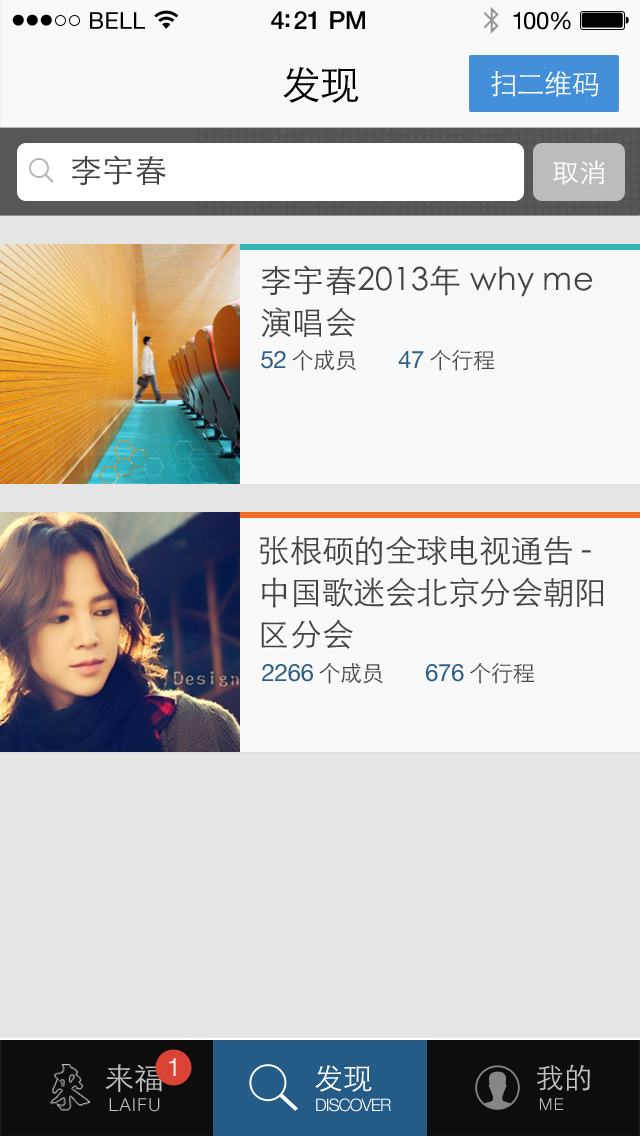 BELL 4:21 PM 100%
发现
扫二维码
李宇春
取消
李宇春2013年 why me
演唱会
52 个成员 47 个行程
张根硕的全球电视通告 -
中国歌迷会北京分会朝阳
区分会
2266 个成员 676 个行程
Design
来福 1
LAIFU
发现
DISCOVER
我的
ME